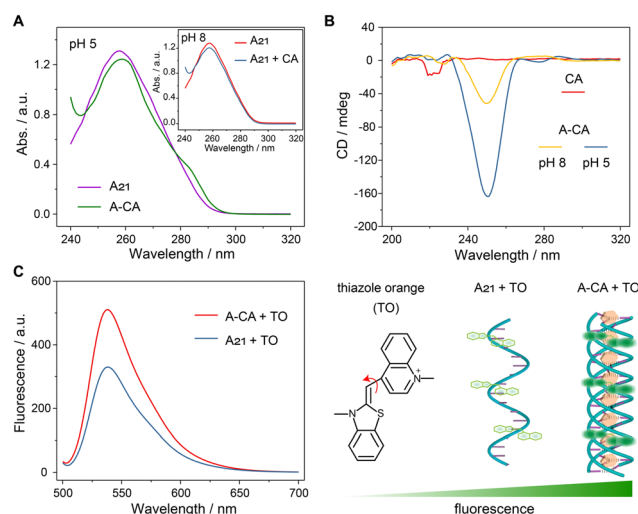 A
pH 5
Abs. / a.u.
1.2
0.8
0.4
0.0
240 260 280 300 320
Wavelength / nm
A21
A-CA
pH 8
A21
A21 + CA
Abs. / a.u.
1.2
0.8
0.4
0.0
240 260 280 300 320
Wavelength / nm
B
CD / mdeg
40
0
-40
-80
-120
-160
-200
200 240 280 320
Wavelength / nm
CA
A-CA
pH 8 pH 5
C
Fluorescence / a.u.
600
450
300
150
0
500 550 600 650 700
Wavelength / nm
A-CA + TO
A21 + TO
thiazole orange
(TO)
N
+
N
S
A21 + TO
A-CA + TO
fluorescence